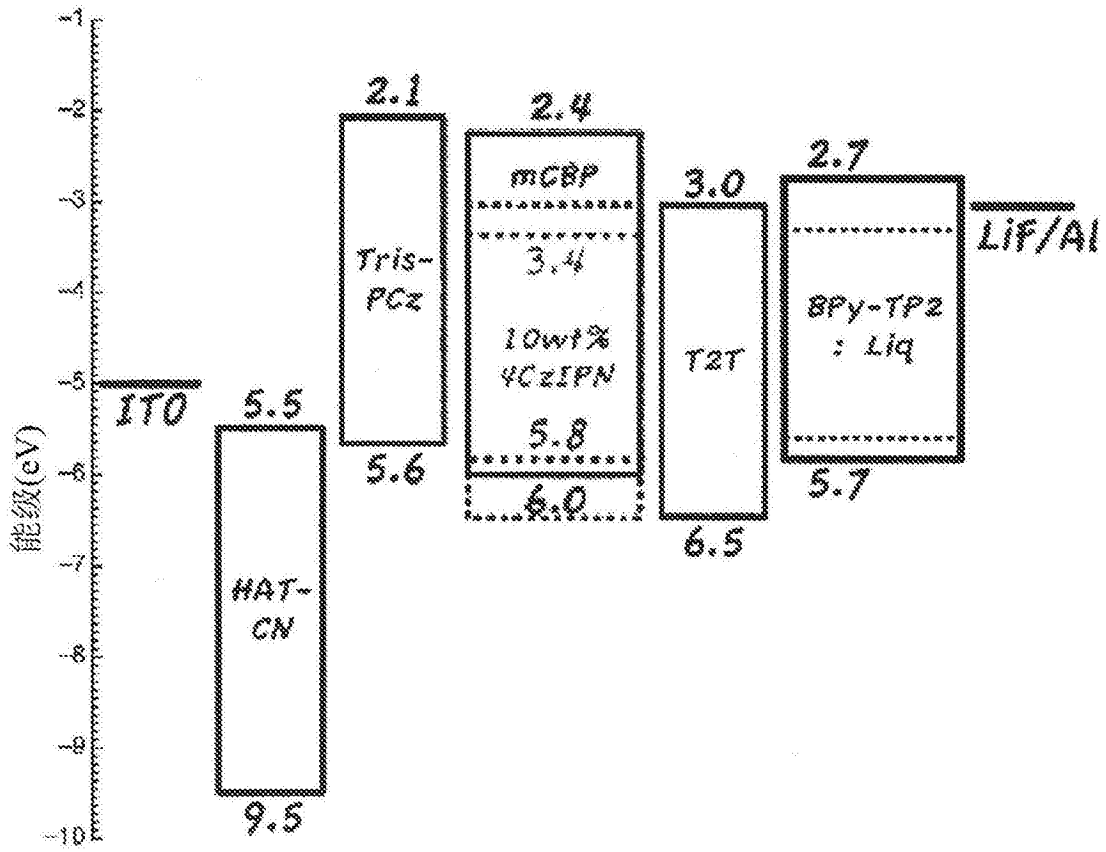 -1
-2
-3
-4
-5
-6
-7
-8
-9
-10
能级(eV)
ITO
5.5
HAT-
CN
9.5
2.1
Tris-
PCz
5.6
2.4
mCBP
3.4
10wt%
4CzIPN
5.8
6.0
3.0
T2T
6.5
2.7
BPy-TP2
: Liq
5.7
LiF/Al